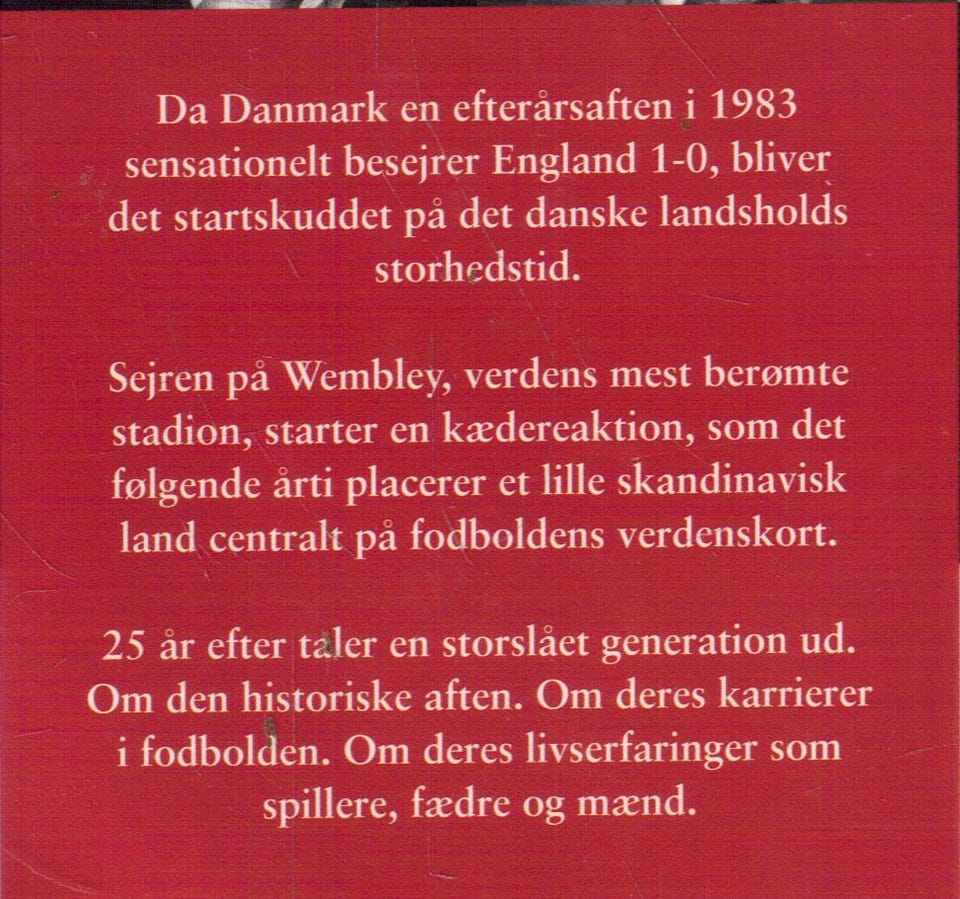 Da Danmark en efterårsaften i 1983
sensationelt besejrer England 1-0, bliver
det startskuddet på det danske landsholds
storhedstid.
Sejren på Wembley, verdens mest berømte
stadion, starter en kædereaktion, som det
følgende årti placerer et lille skandinavisk
land centralt på fodboldens verdenskort.
25 år efter taler en storslået generation ud.
Om den historiske aften. Om deres karrierer
i fodbolden. Om deres livserfaringer som
spillere, fædre og mænd.